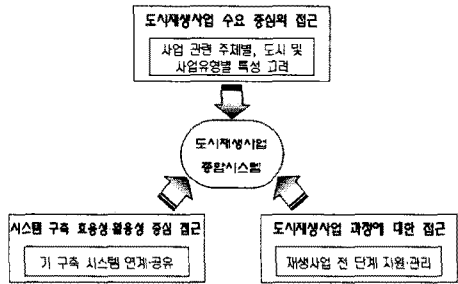 도시재생사업 수요 중심의 접근
사업 관련 주체별, 도시 및
사업유형별 특성 고려
도시재생사업
종합시스템
시스템 구축 효용성·활용성 중심 접근
기 구축 시스템 연계·공유
도시재생사업 과정에 대한 접근
재생사업 전 단계 지원·관리